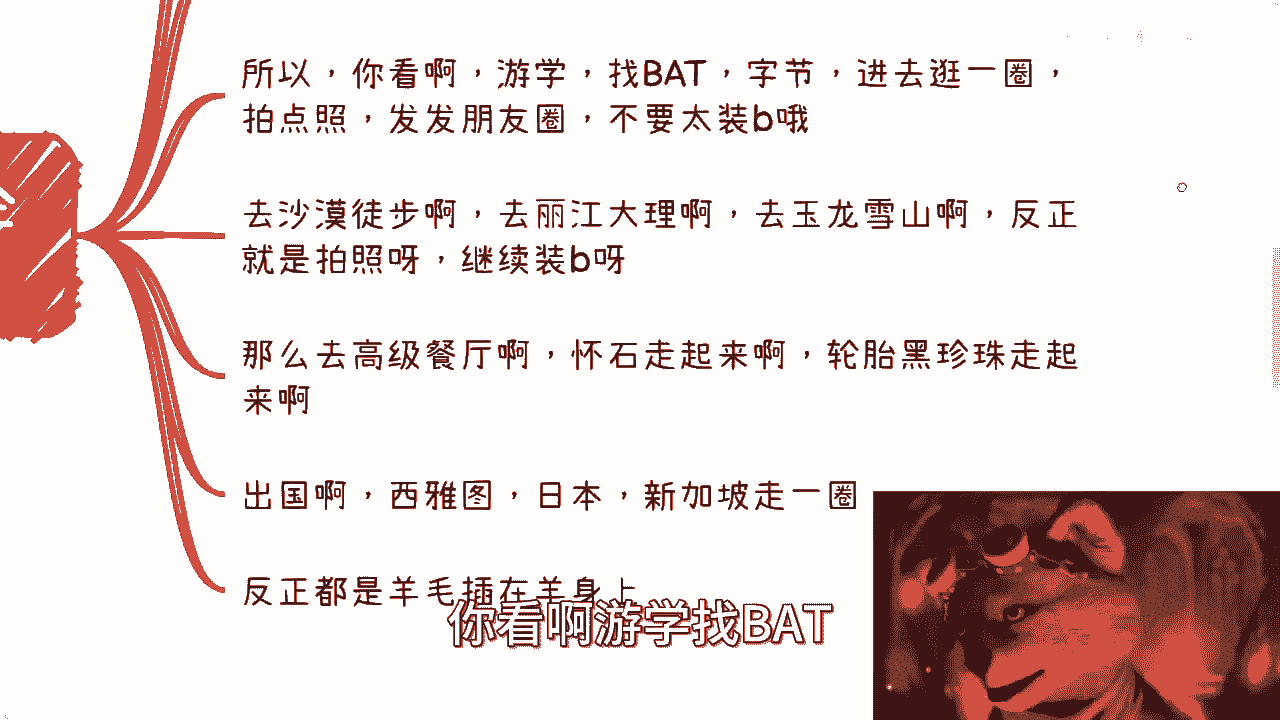 所以，你看啊，游学，找BAT，字节，进去逛一圈，
拍点照，发发朋友圈，不要太装b哦
去沙漠徒步啊，去丽江大理啊，去玉龙雪山啊，反正
就是拍照呀，继续装b呀
那么去高级餐厅啊，怀石走起来啊，轮胎黑珍珠走起
来啊
出国啊，西雅图，日本，新加坡走一圈
反正都是羊毛插在羊身上
你看啊游学找BAT